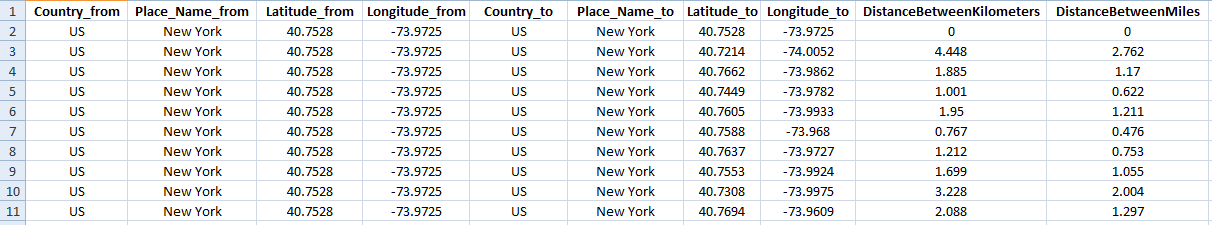 1 Country_from Place_Name_from Latitude_from Longitude_from Country_to Place_Name_to Latitude_to Longitude_to DistanceBetweenKilometers DistanceBetweenMiles
2 US New York 40.7528 -73.9725 US New York 40.7528 -73.9725 0 0
3 US New York 40.7528 -73.9725 US New York 40.7214 -74.0052 4.448 2.762
4 US New York 40.7528 -73.9725 US New York 40.7662 -73.9862 1.885 1.17
5 US New York 40.7528 -73.9725 US New York 40.7449 -73.9782 1.001 0.622
6 US New York 40.7528 -73.9725 US New York 40.7605 -73.9933 1.95 1.211
7 US New York 40.7528 -73.9725 US New York 40.7588 -73.968 0.767 0.476
8 US New York 40.7528 -73.9725 US New York 40.7637 -73.9727 1.212 0.753
9 US New York 40.7528 -73.9725 US New York 40.7553 -73.9924 1.699 1.055
10 US New York 40.7528 -73.9725 US New York 40.7308 -73.9975 3.228 2.004
11 US New York 40.7528 -73.9725 US New York 40.7694 -73.9609 2.088 1.297